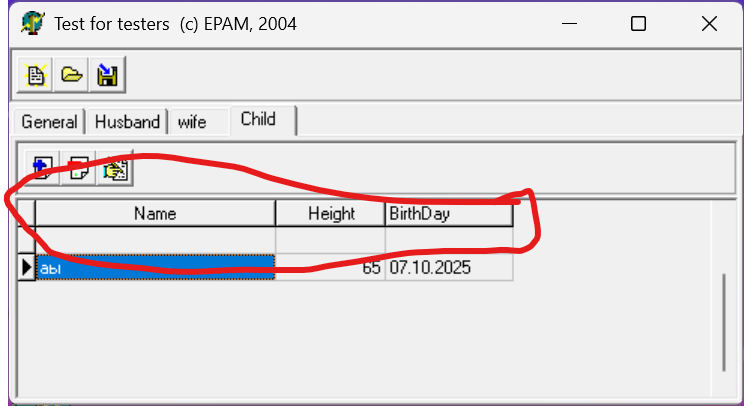 Test for testers (c) EPAM, 2004
General Husband wife Child
Name Height BirthDay
аы 65 07.10.2025